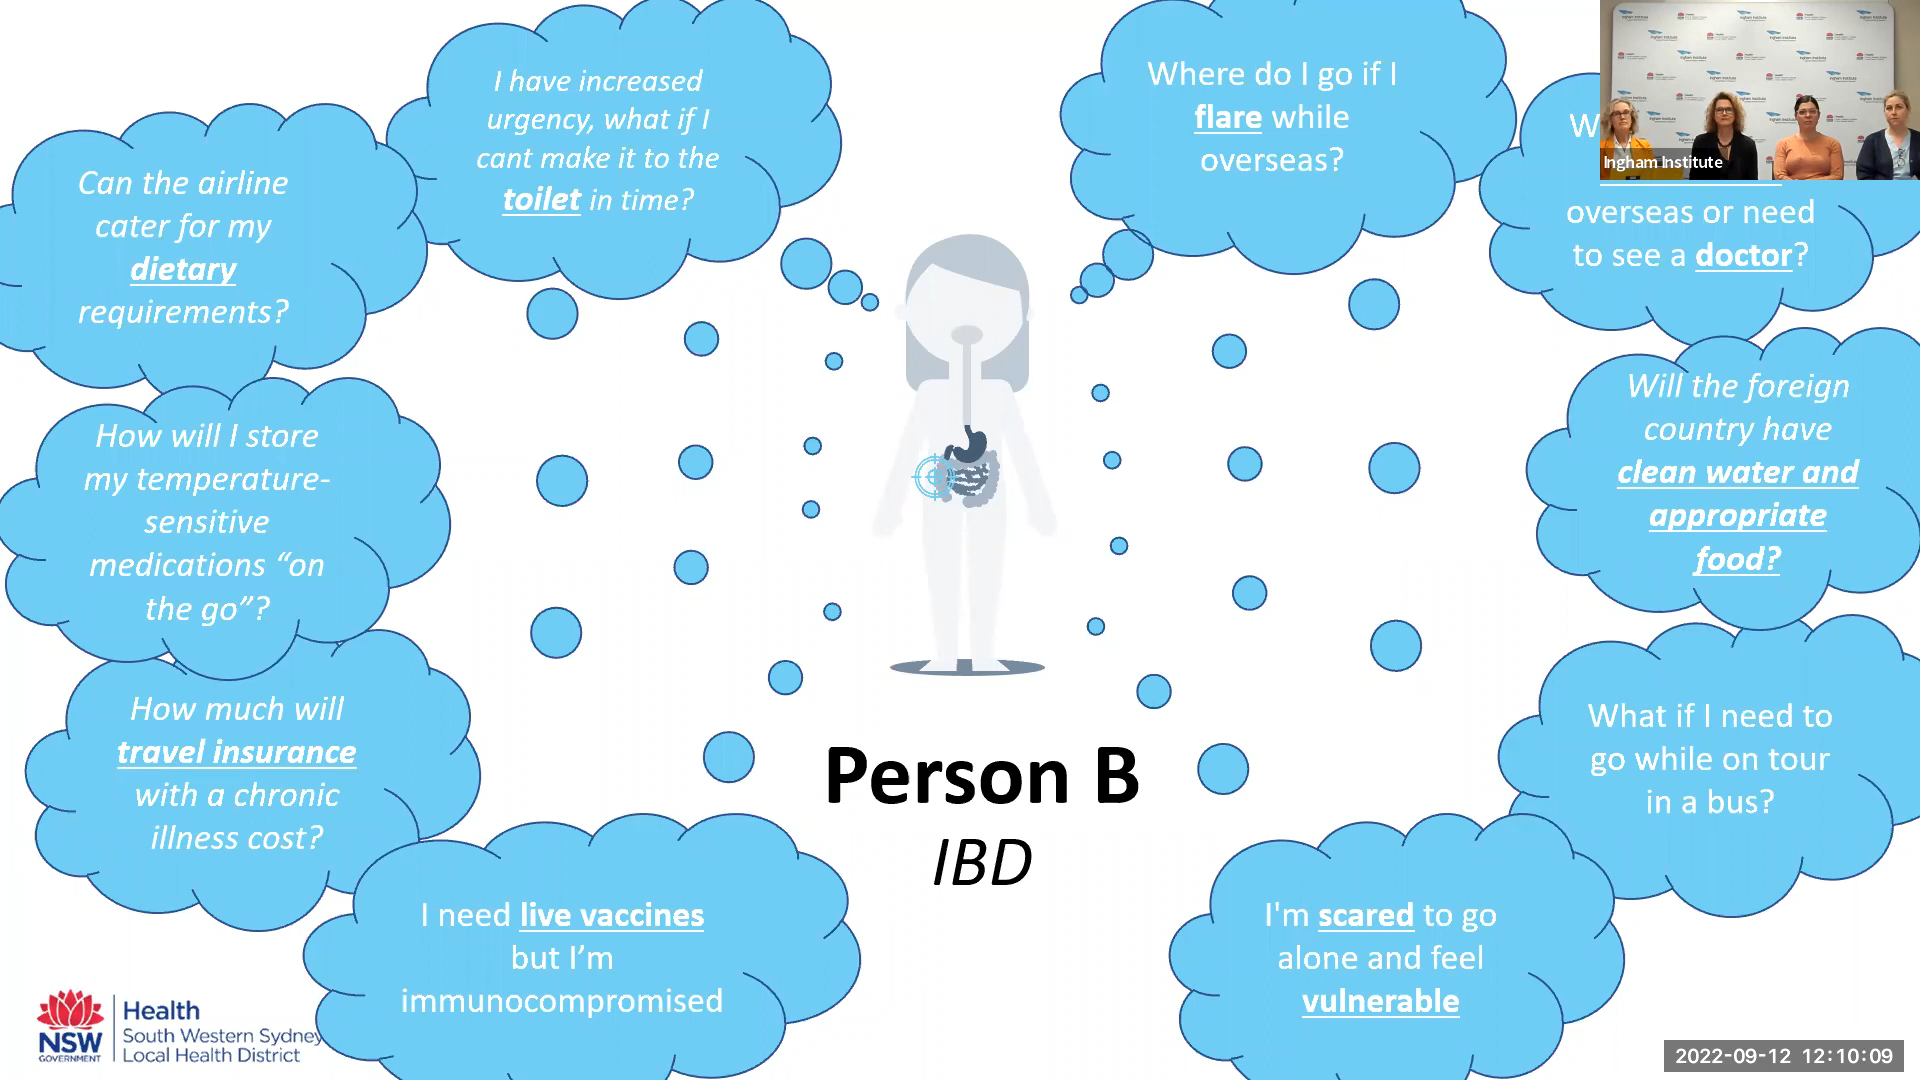 I have increased
urgency, what if I
cant make it to the
toilet in time?
Where do I go if I
flare while
overseas?
W
overseas or need
to see a doctor?
Ingham Institute
Can the airline
cater for my
dietary
requirements?
How will I store
my temperature-
sensitive
medications “on
the go”?
Will the foreign
country have
clean water and
appropriate
food?
How much will
travel insurance
with a chronic
illness cost?
What if I need to
go while on tour
in a bus?
Person B
IBD
I need live vaccines
but I’m
immunocompromised
I'm scared to go
alone and feel
vulnerable
NSW
GOVERNMENT
Health
South Western Sydney
Local Health District
2022-09-12 12:10:09